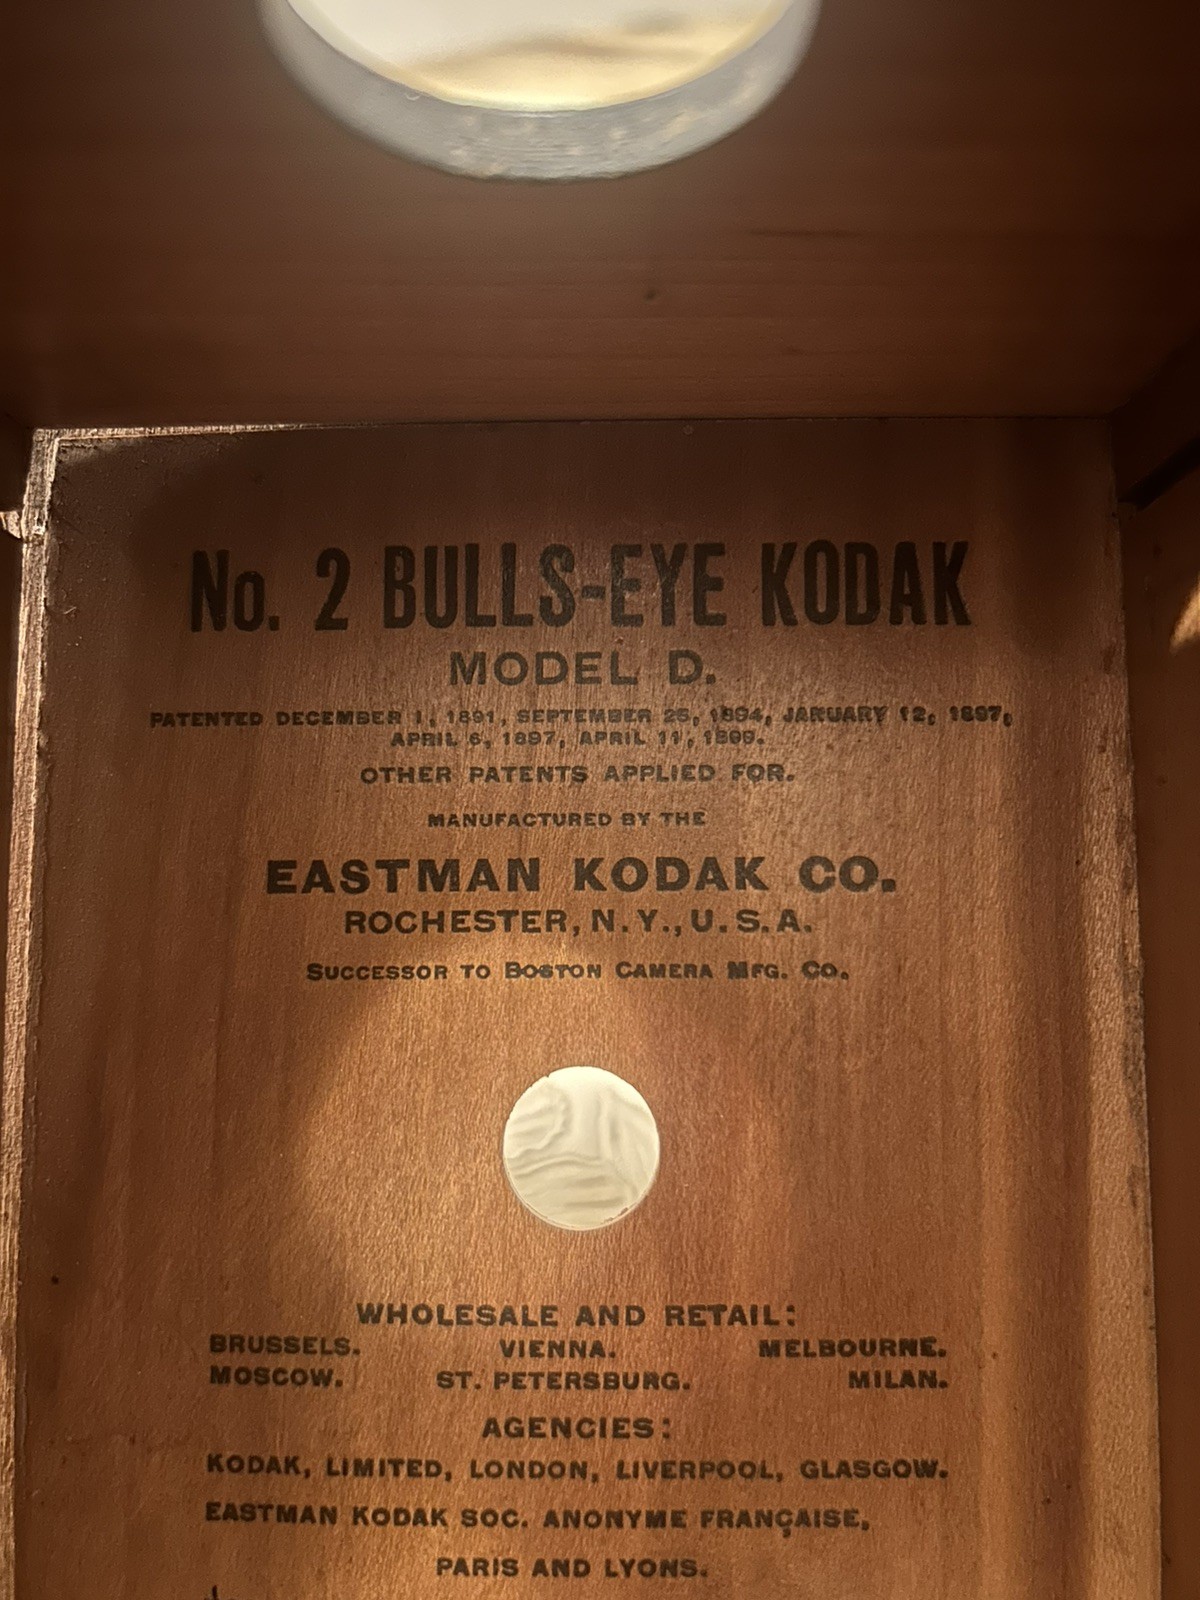 No. 2 BULLS-EYE KODAK
MODEL D.
PATENTED DECEMBER 1, 1891, SEPTEMBER 25, 1894, JANUARY 12, 1897,
APRIL 6, 1897, APRIL 11, 1899.
OTHER PATENTS APPLIED FOR.
MANUFACTURED BY THE
EASTMAN KODAK CO.
ROCHESTER, N. Y., U. S. A.
SUCCESSOR TO BOSTON CAMERA MFG. CO.
WHOLESALE AND RETAIL:
BRUSSELS. VIENNA. MELBOURNE.
MOSCOW. ST. PETERSBURG. MILAN.
AGENCIES:
KODAK, LIMITED, LONDON, LIVERPOOL, GLASGOW.
EASTMAN KODAK SOC. ANONYME FRANÇAISE,
PARIS AND LYONS.